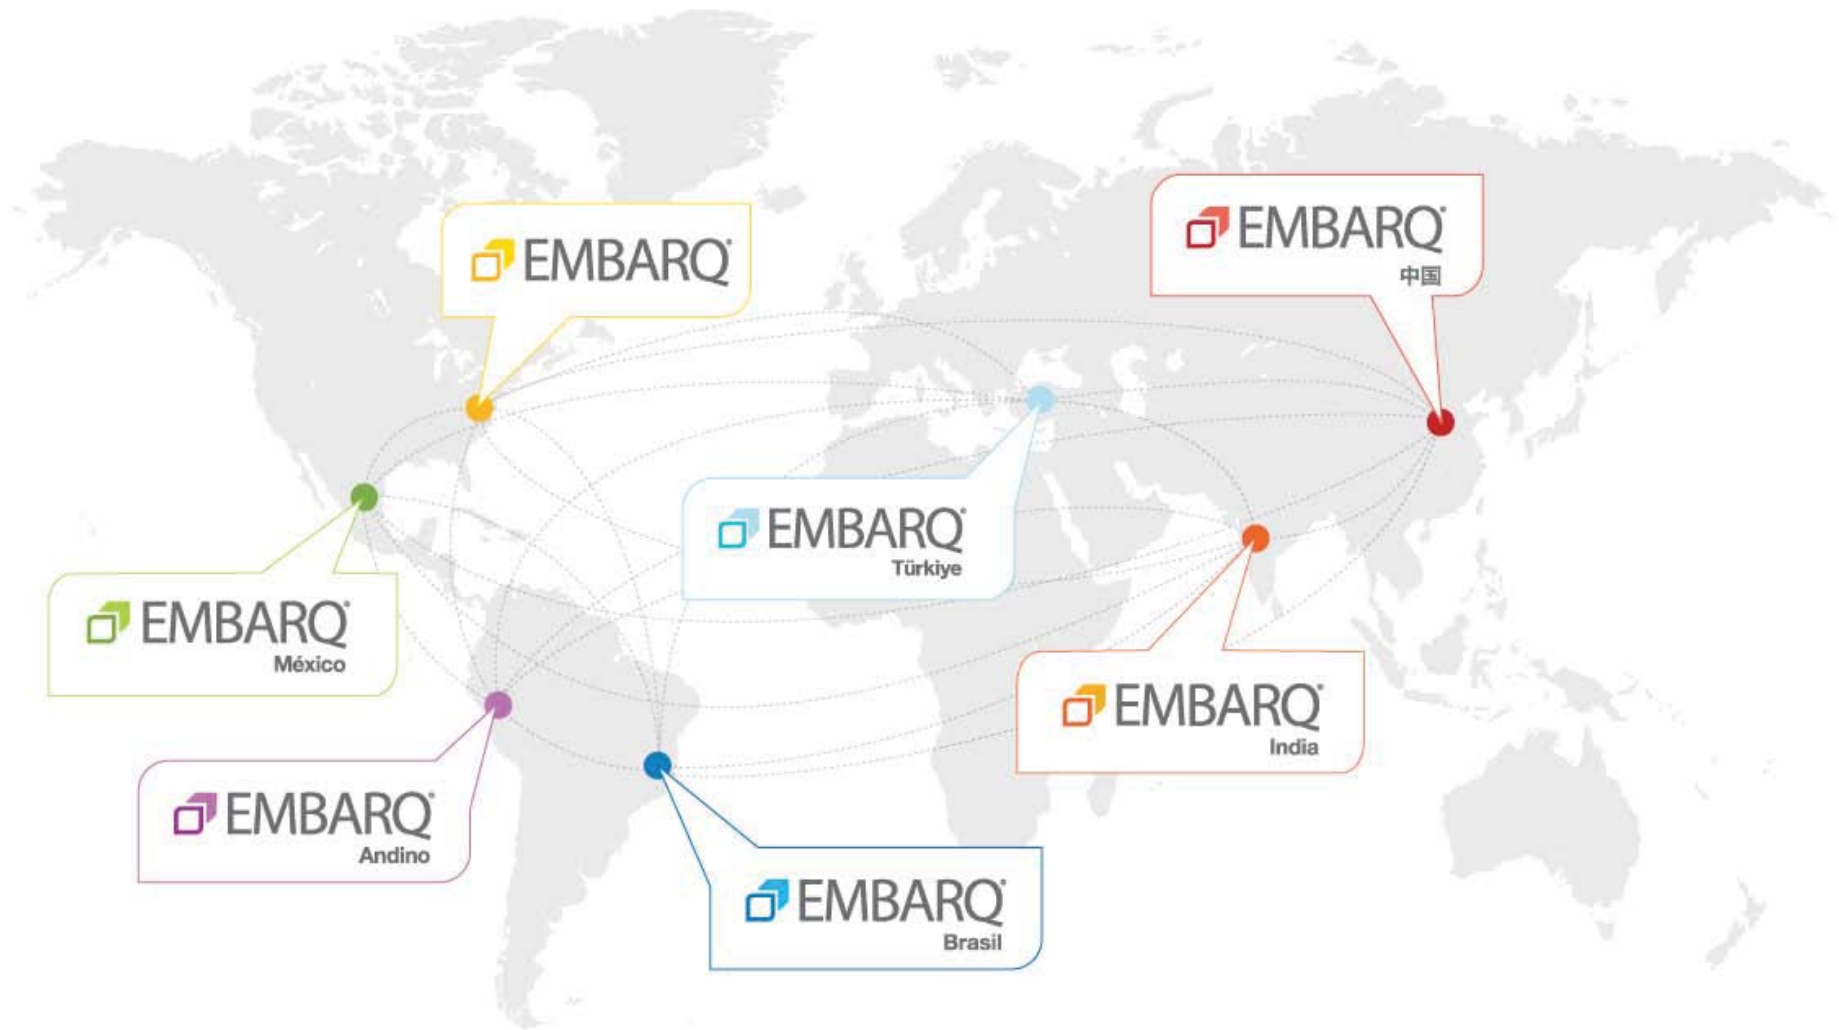 EMBARQ
EMBARQ
中国
EMBARQ
Türkiye
EMBARQ
México
EMBARQ
India
EMBARQ
Andino
EMBARQ
Brasil